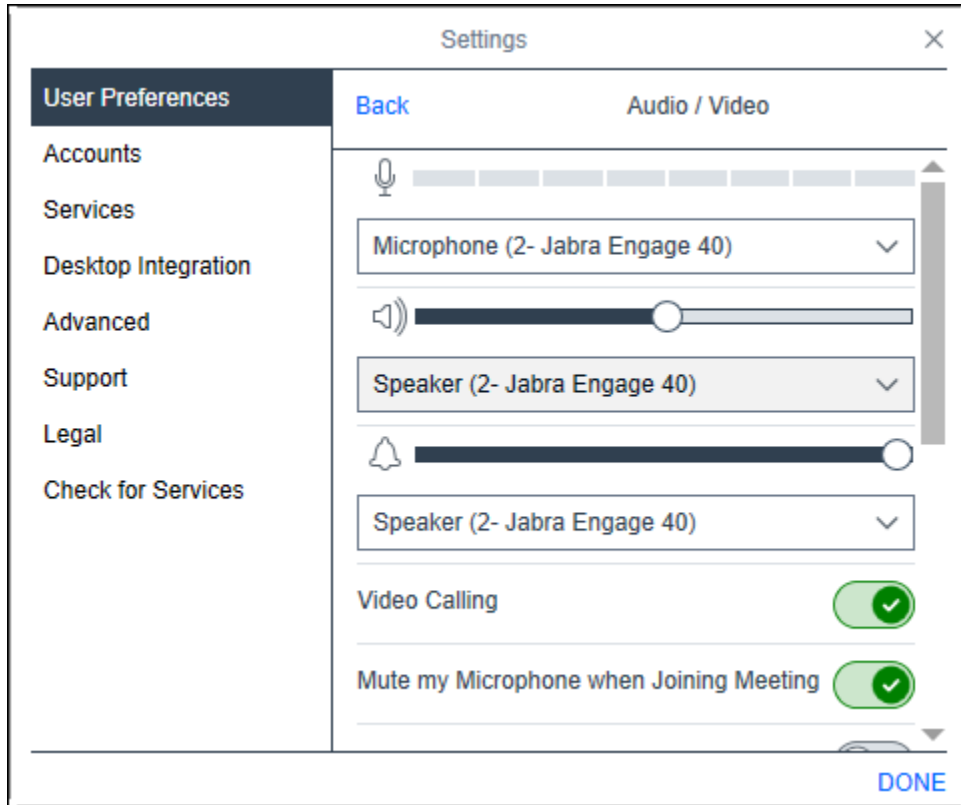 Settings
User Preferences
Accounts
Services
Desktop Integration
Advanced
Support
Legal
Check for Services
Back
Audio / Video
Microphone (2- Jabra Engage 40)
Speaker (2- Jabra Engage 40)
Speaker (2- Jabra Engage 40)
Video Calling
Mute my Microphone when Joining Meeting
DONE